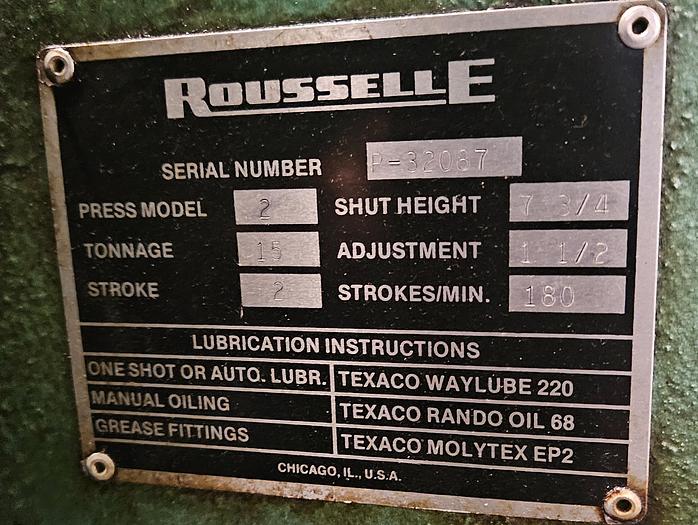 ROUSSELLE
SERIAL NUMBER P-32087
PRESS MODEL 2 SHUT HEIGHT 7 3/4
TONNAGE 15 ADJUSTMENT 1 1/2
STROKE 2 STROKES/MIN. 180
LUBRICATION INSTRUCTIONS
ONE SHOT OR AUTO. LUBR. TEXACO WAYLUBE 220
MANUAL OILING TEXACO RANDO OIL 68
GREASE FITTINGS TEXACO MOLYTEX EP2
CHICAGO, IL., U.S.A.